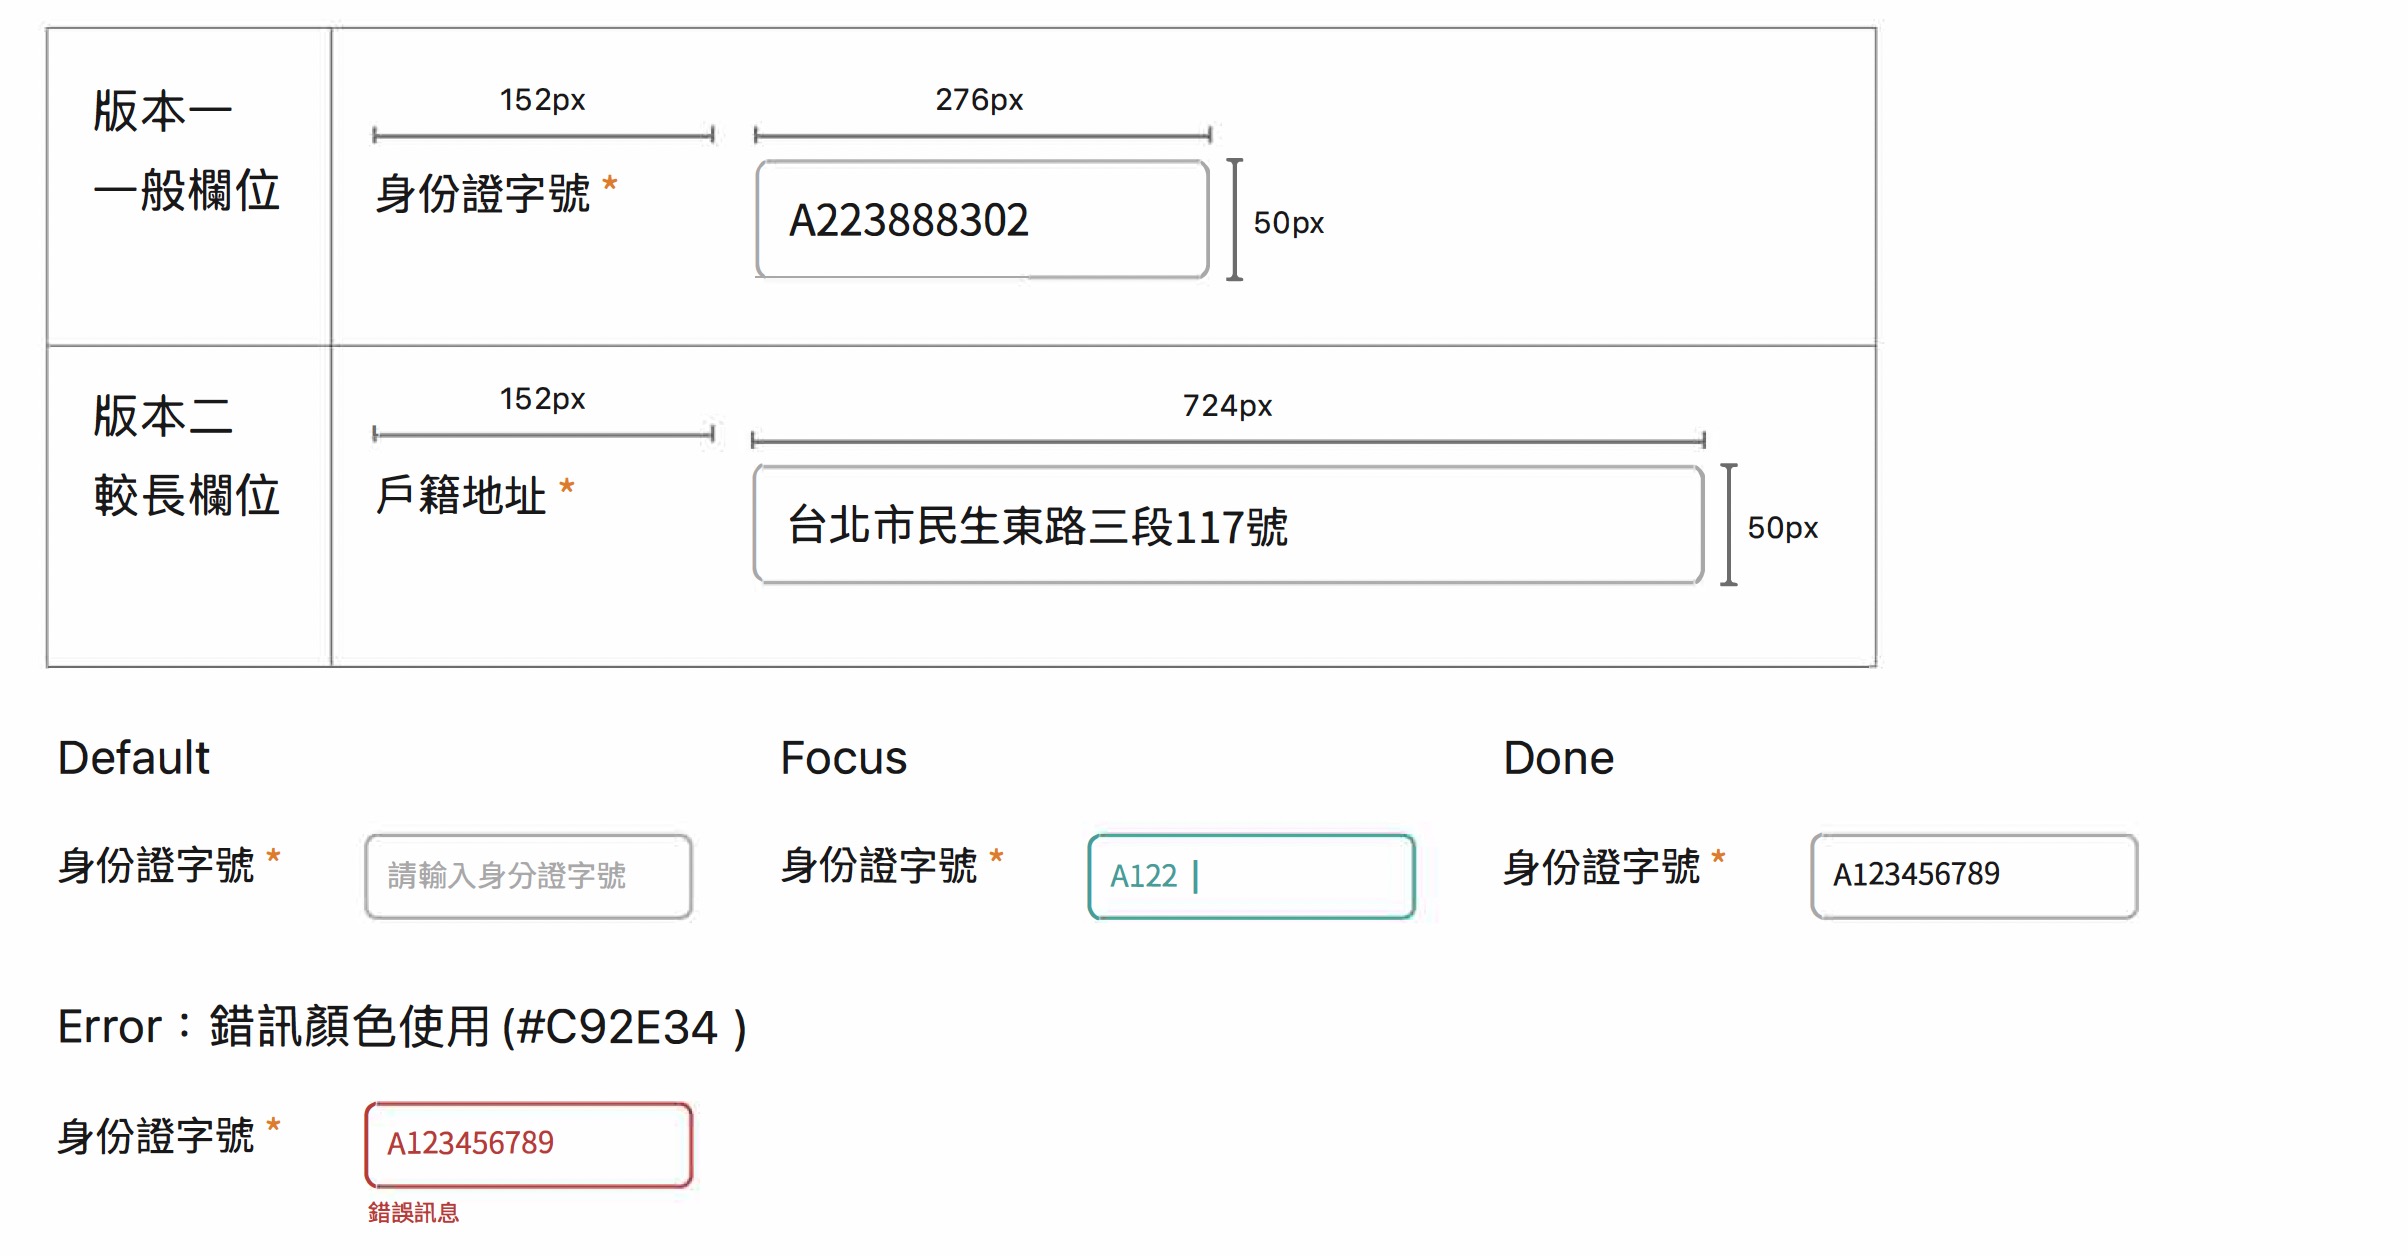 版本一
一般欄位
152px
276px
身份證字號 *
A223888302
50px
版本二
較長欄位
152px
724px
戶籍地址 *
台北市民生東路三段117號
50px
Default
Focus
Done
身份證字號 *
請輸入身分證字號
身份證字號 *
A122
身份證字號 *
A123456789
Error：錯訊顏色使用 (#C92E34 )
身份證字號 *
A123456789
錯誤訊息